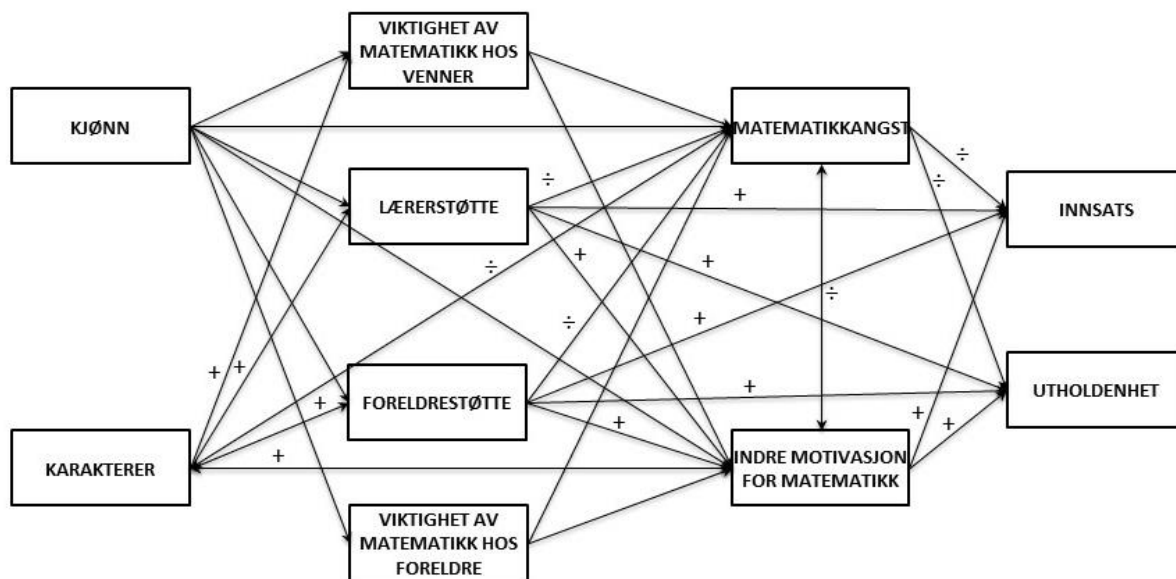 VIKTIGHET AV
MATEMATIKK HOS
VENNER
KJØNN
MATEMATIKKANGST
LÆRERSTØTTE
INNSATS
FORELDRESTØTTE
UTHOLDENHET
KARAKTERER
INDRE MOTIVASJON
FOR MATEMATIKK
VIKTIGHET AV
MATEMATIKK HOS
FORELDRE
÷
÷
÷
+
+
+
÷
÷
÷
+
+
+
+
+
+
+
+
+
+